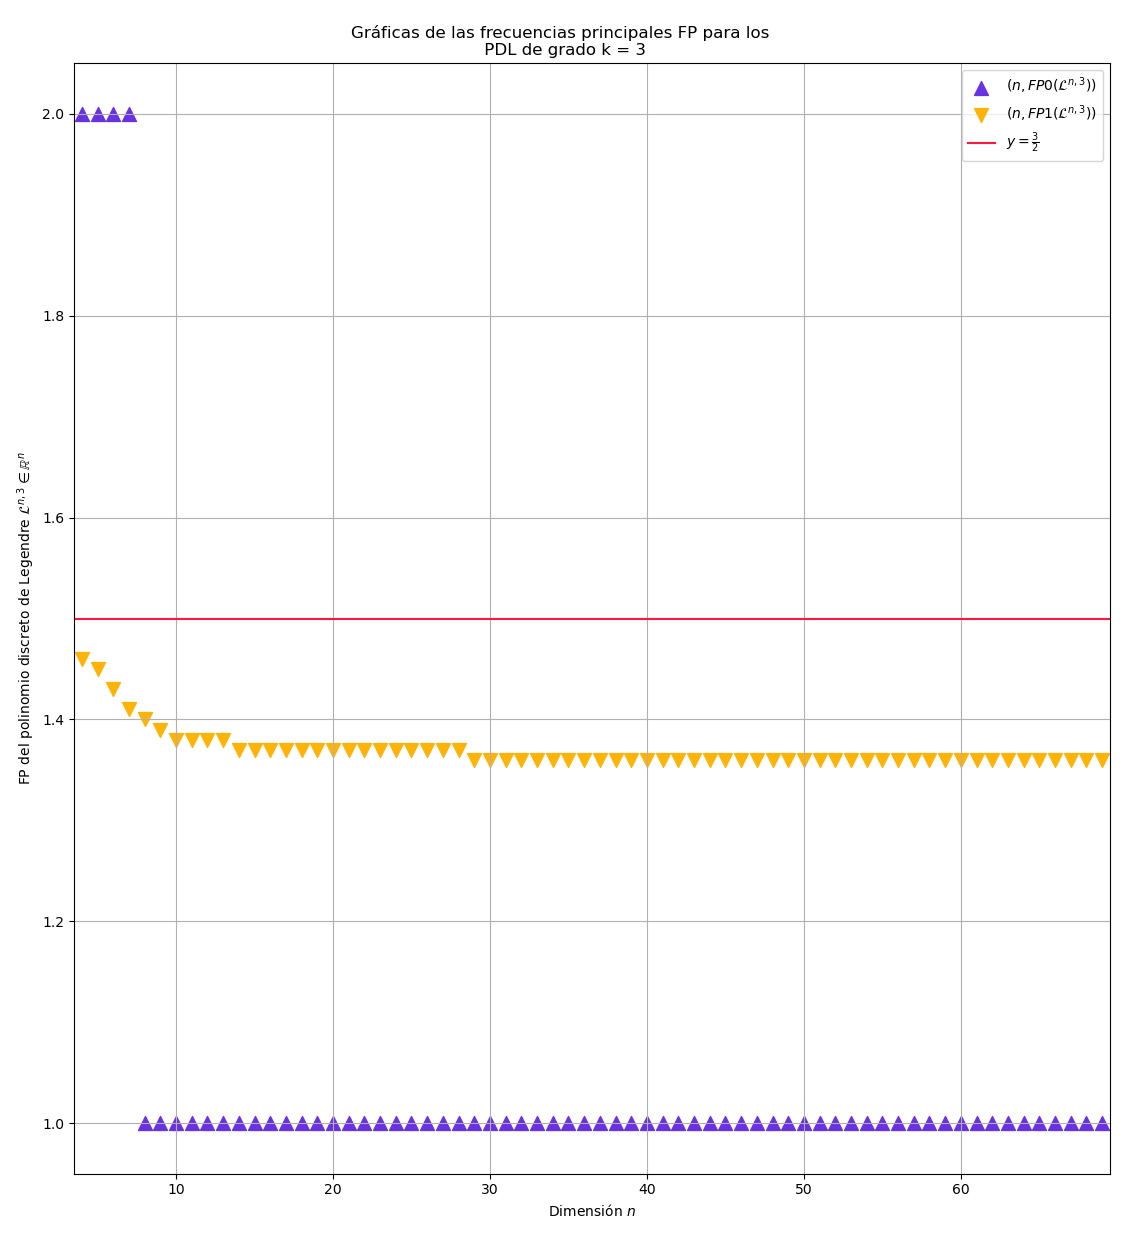 Gráficas de las frecuencias principales FP para los
PDL de grado k = 3
(n, FP0(ℒ^{n,3}))
(n, FP1(ℒ^{n,3}))
y = 3/2
2.0
1.8
1.6
1.4
1.2
1.0
FP del polinomio discreto de Legendre ℒ^{n,3} ∈ ℝ^n
10 20 30 40 50 60
Dimensión n